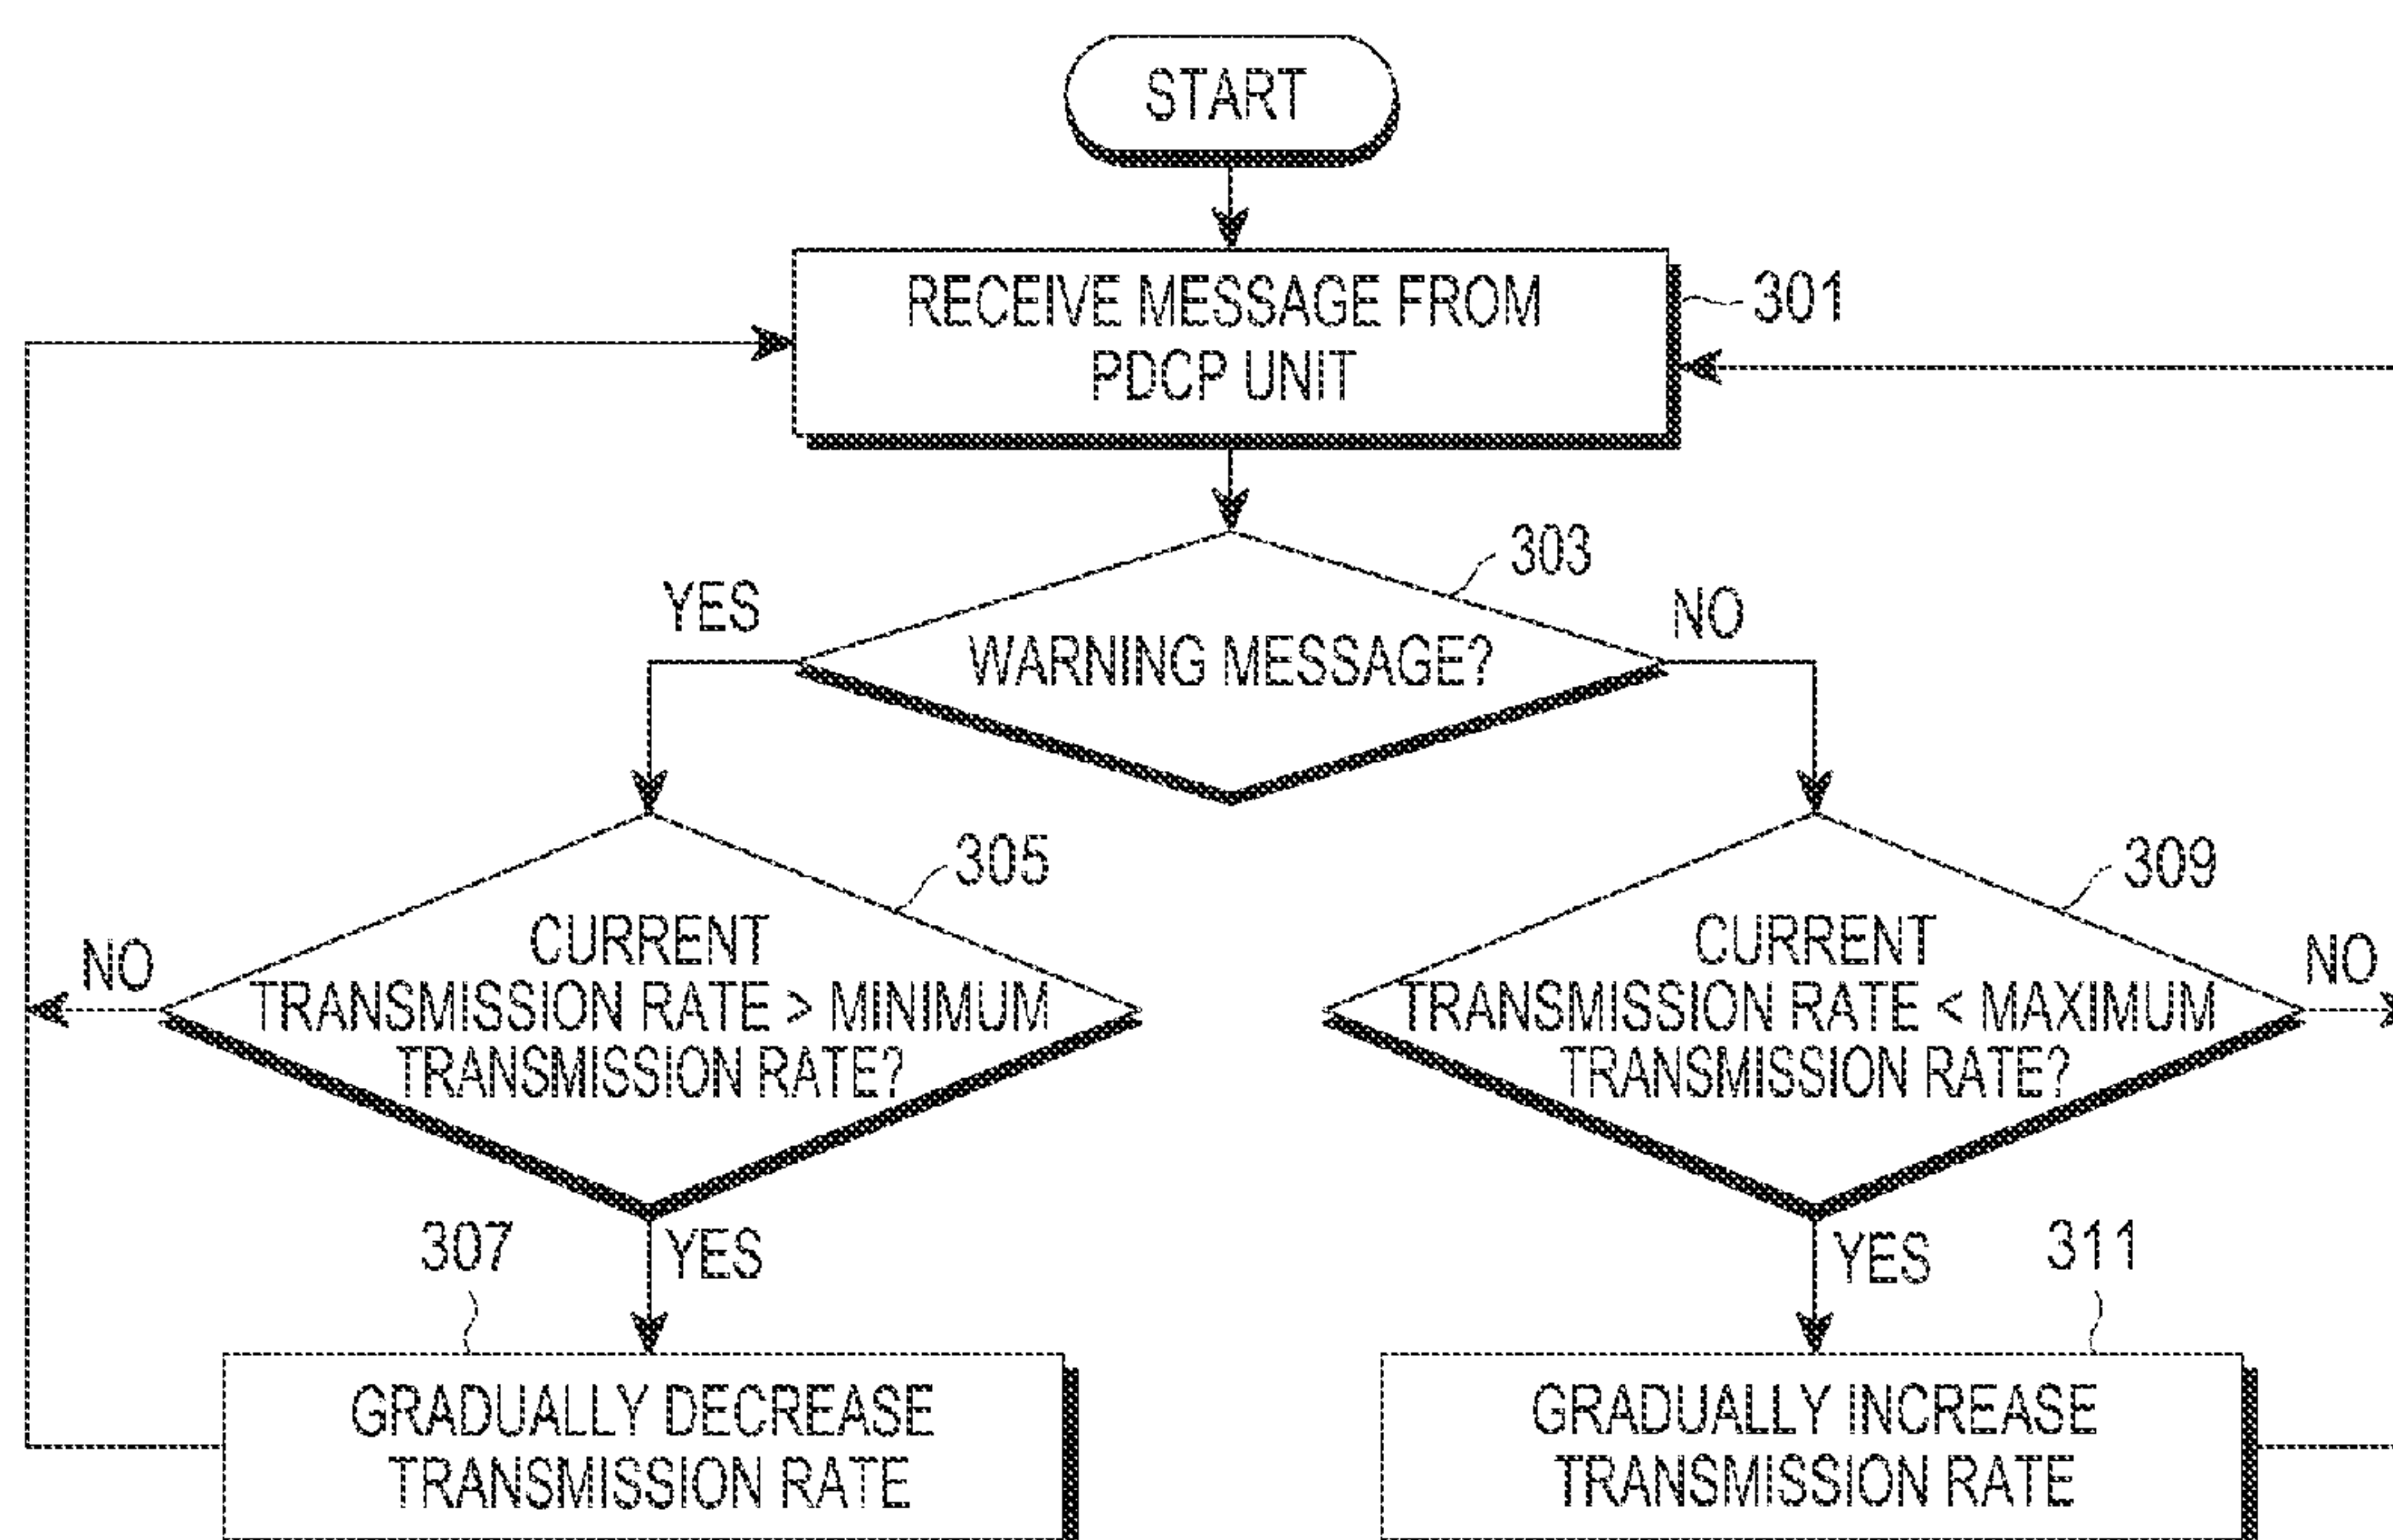 START
RECEIVE MESSAGE FROM
PDCP UNIT
301
303
YES
NO
WARNING MESSAGE?
305
309
NO
CURRENT
TRANSMISSION RATE > MINIMUM
TRANSMISSION RATE?
CURRENT
TRANSMISSION RATE < MAXIMUM
TRANSMISSION RATE?
NO
307
YES
YES
311
GRADUALLY DECREASE
TRANSMISSION RATE
GRADUALLY INCREASE
TRANSMISSION RATE